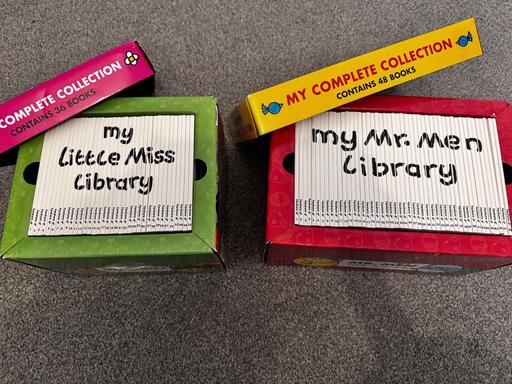 COMPLETE COLLECTION
CONTAINS 36 BOOKS
my
Little Miss
Library
MY COMPLETE COLLECTION
CONTAINS 48 BOOKS
my Mr. Men
Library